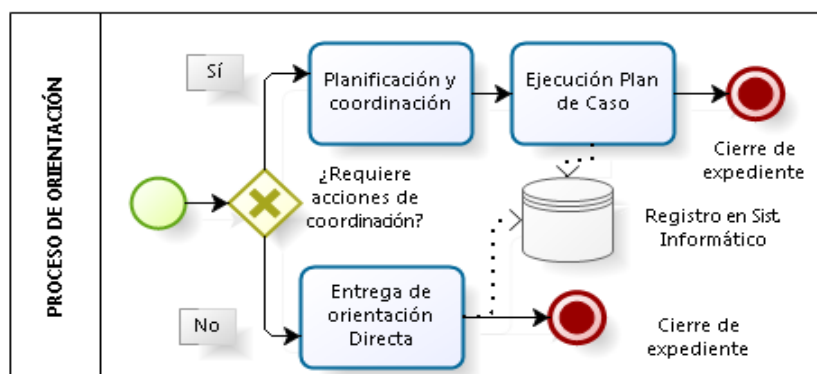 PROCESO DE ORIENTACIÓN
Sí
Planificación y
coordinación
Ejecución Plan
de Caso
Cierre de
expediente
¿Requiere
acciones de
coordinación?
Registro en Sist.
Informático
No
Entrega de
orientación
Directa
Cierre de
expediente